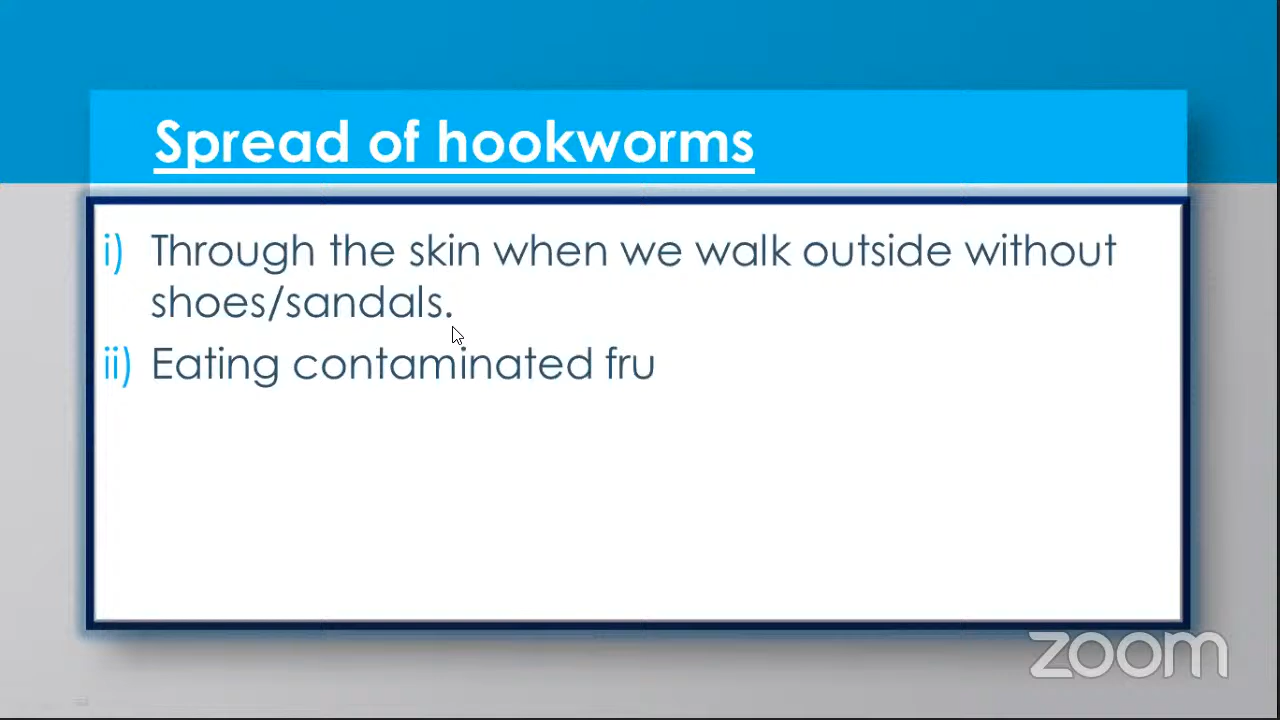 Spread of hookworms
i) Through the skin when we walk outside without
shoes/sandals.
ii) Eating contaminated fru
zoom